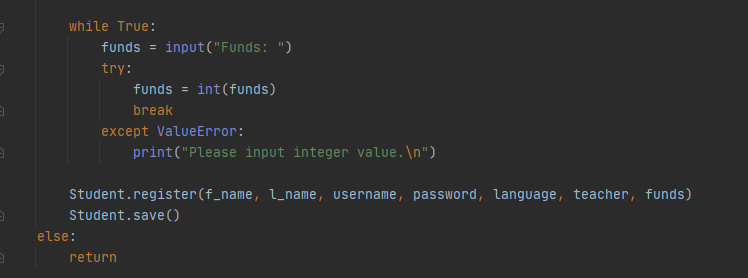 while True:
funds = input("Funds: ")
try:
funds = int(funds)
break
except ValueError:
print("Please input integer value.\n")
Student.register(f_name, l_name, username, password, language, teacher, funds)
Student.save()
else:
return